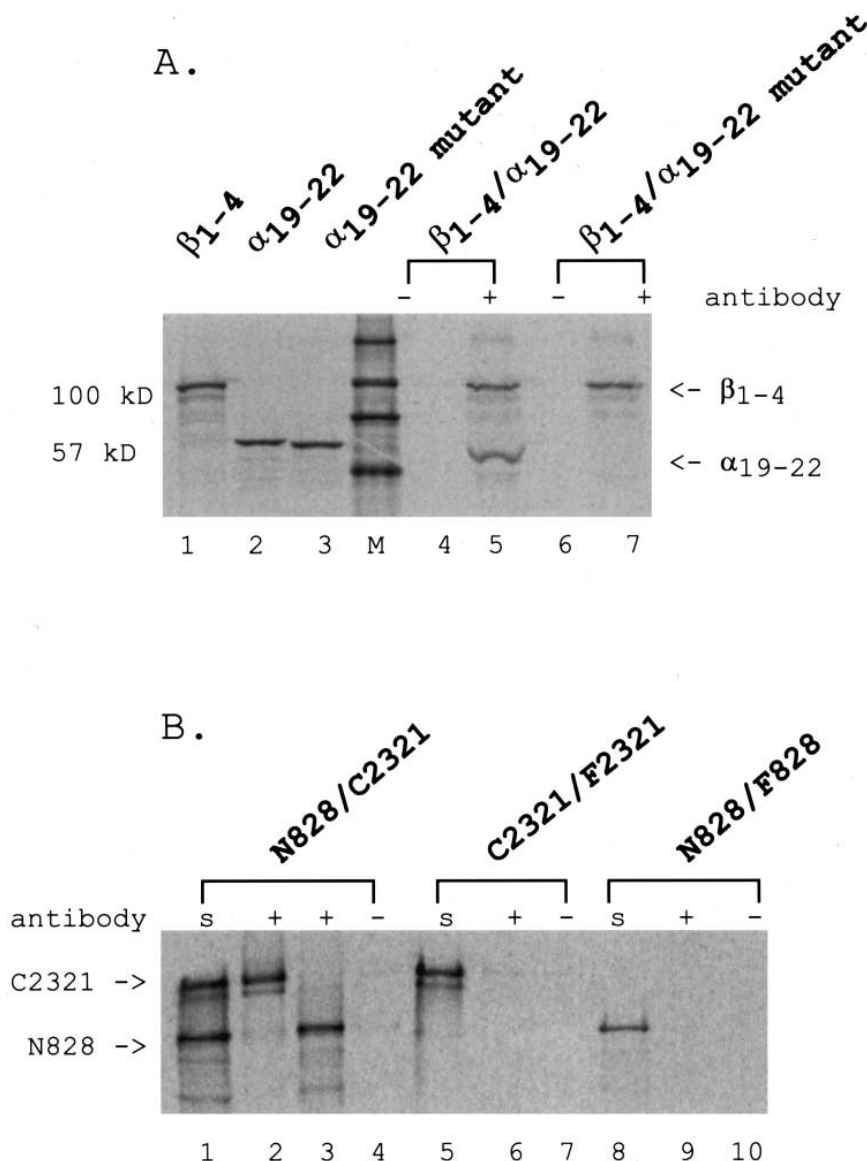 A.
β1-4
α19-22
α19-22 mutant
β1-4/α19-22
β1-4/α19-22 mutant
- + - + antibody
100 kD
57 kD
<- β1-4
<- α19-22
1 2 3 M 4 5 6 7
B.
N828/C2321
C2321/F2321
N828/F828
antibody s + + - s + - s + -
C2321 ->
N828 ->
1 2 3 4 5 6 7 8 9 10